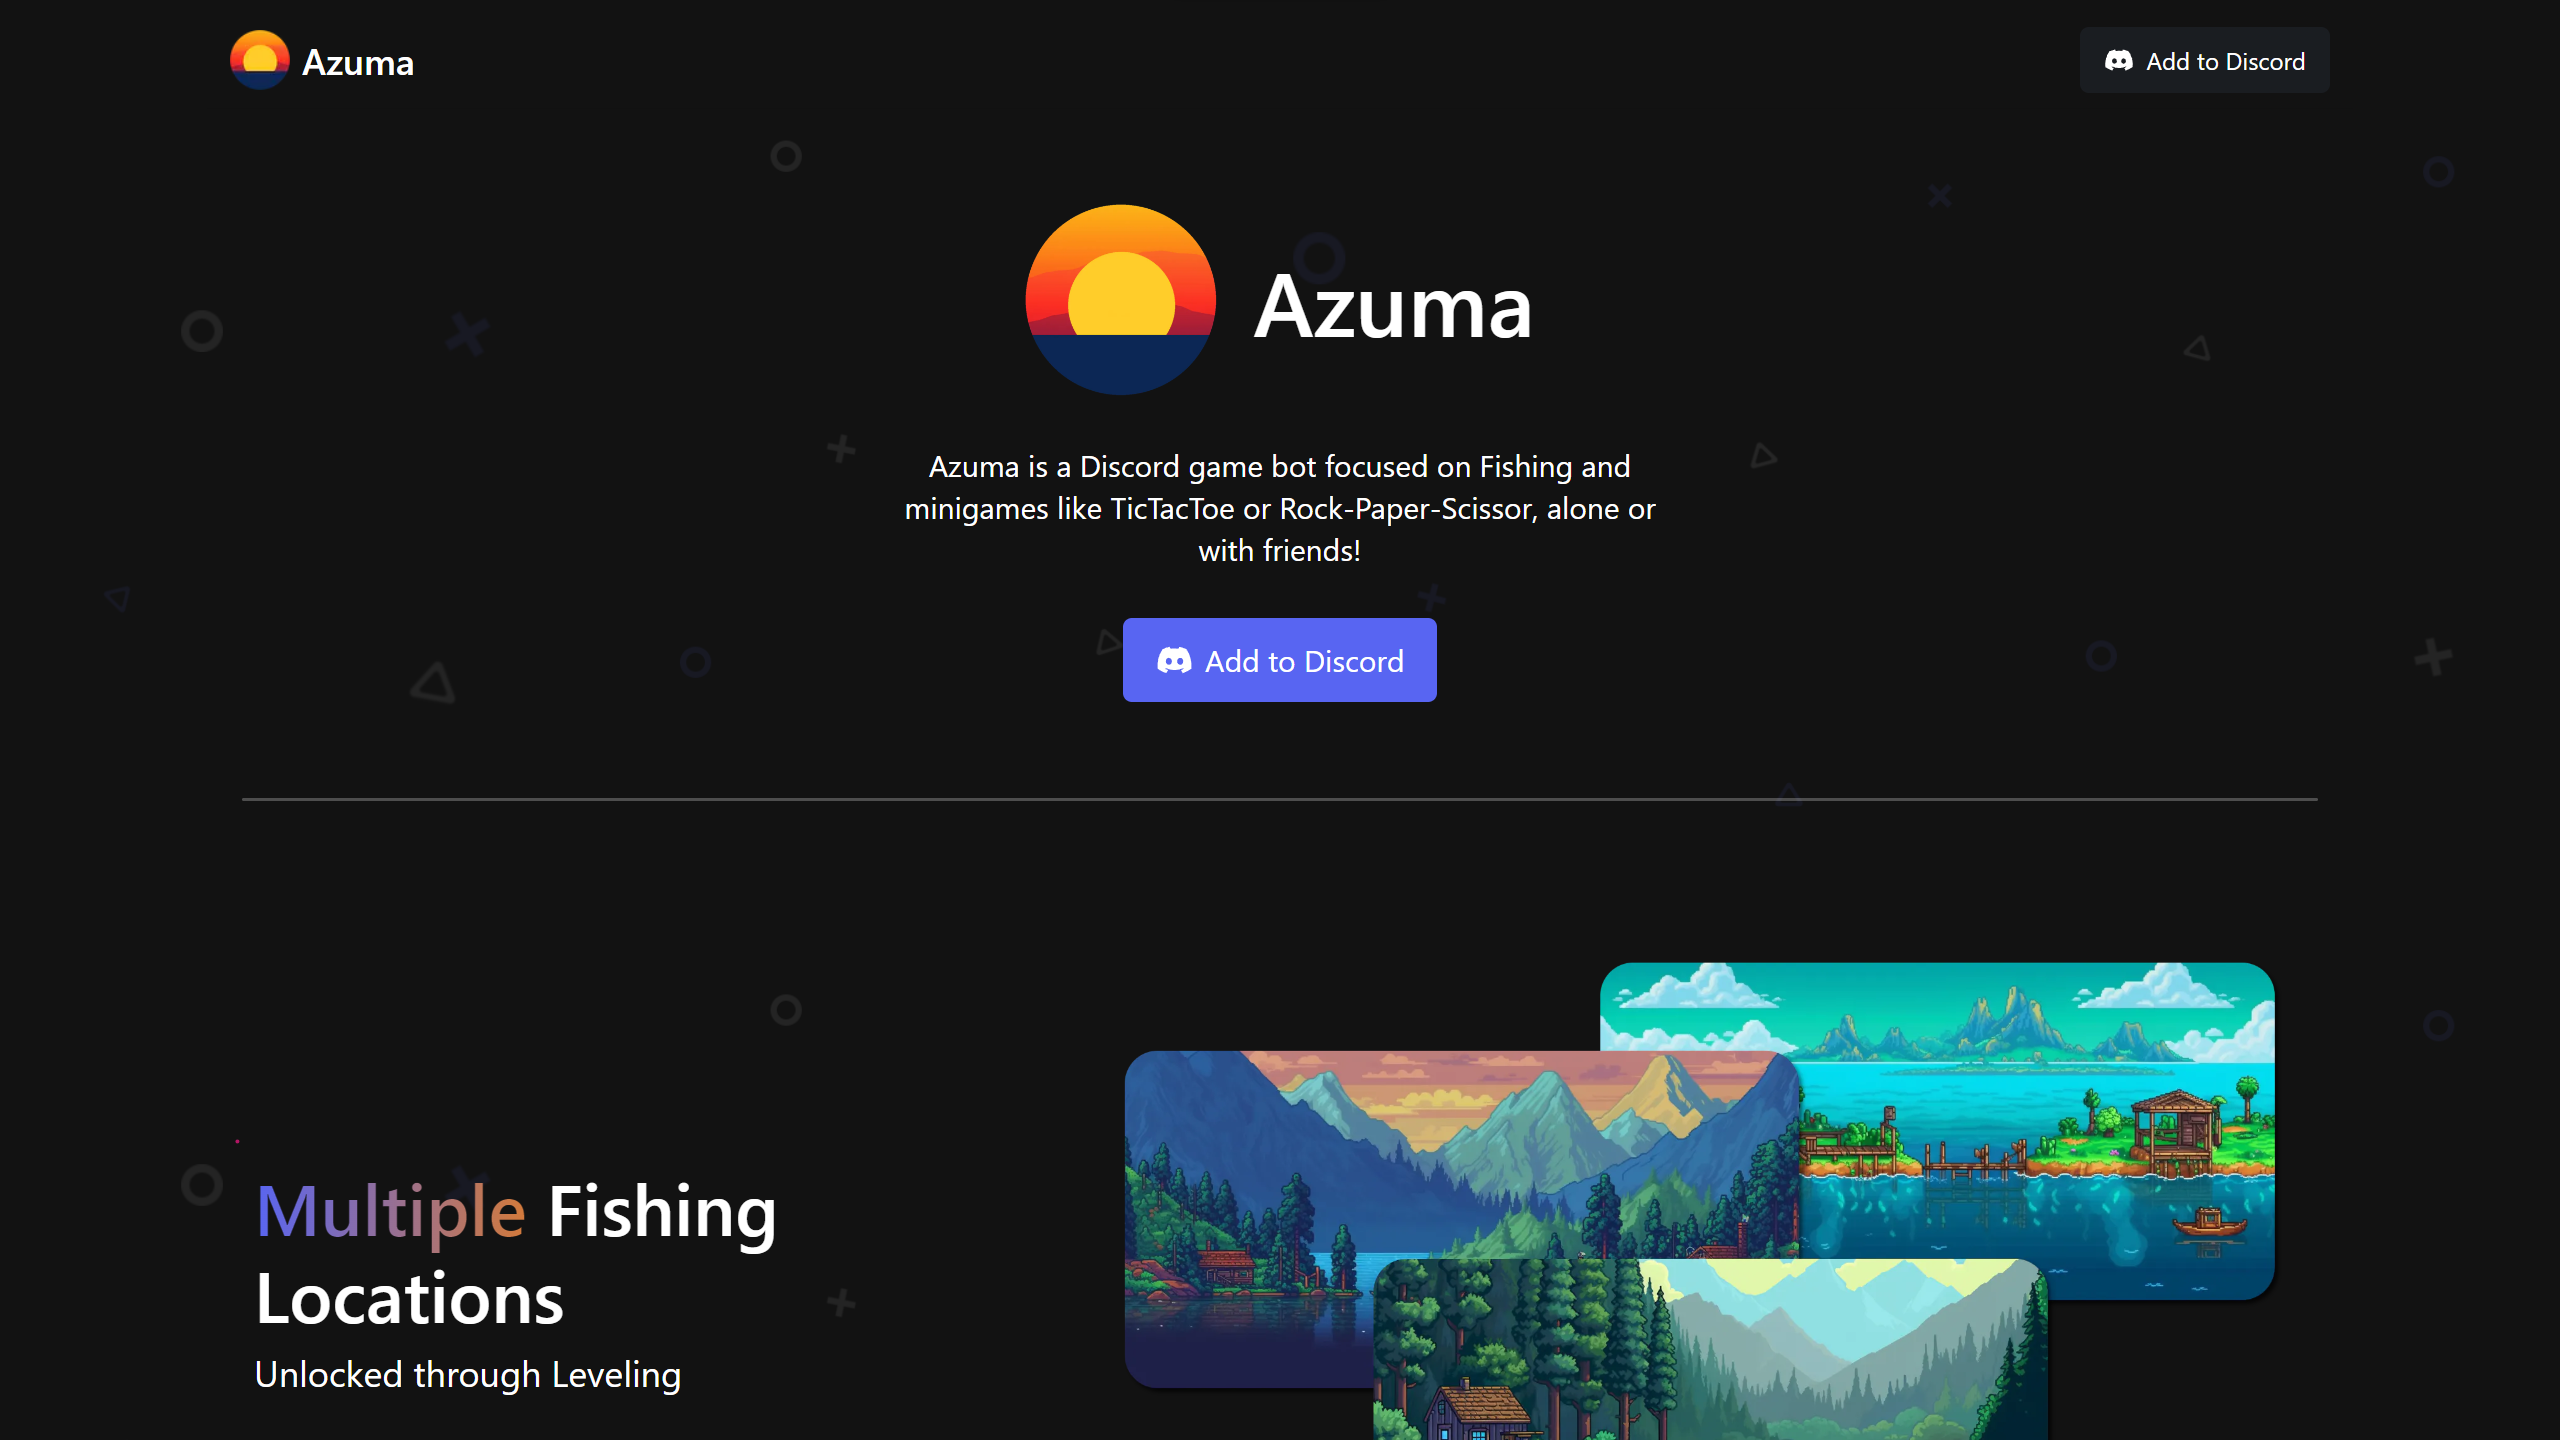 Azuma
Add to Discord
Azuma
Azuma is a Discord game bot focused on Fishing and
minigames like TicTacToe or Rock-Paper-Scissor, alone or
with friends!
Add to Discord
Multiple Fishing
Locations
Unlocked through Leveling